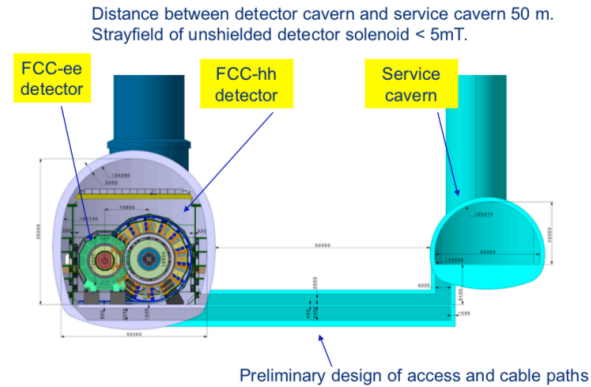 Distance between detector cavern and service cavern 50 m.
Strayfield of unshielded detector solenoid < 5mT.
FCC-ee
detector
FCC-hh
detector
Service
cavern
Preliminary design of access and cable paths